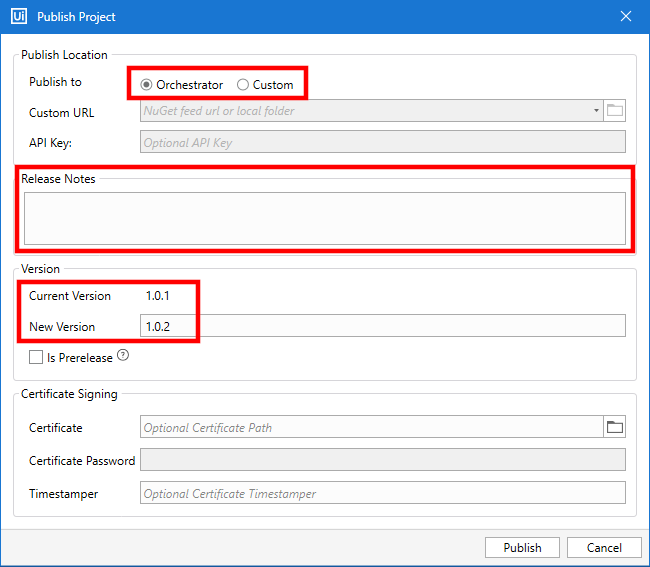 Ui Publish Project
Publish Location
Publish to Orchestrator Custom
Custom URL NuGet feed url or local folder
API Key: Optional API Key
Release Notes
Version
Current Version 1.0.1
New Version 1.0.2
Is Prerelease ?
Certificate Signing
Certificate Optional Certificate Path
Certificate Password
Timestamper Optional Certificate Timestamper
Publish Cancel